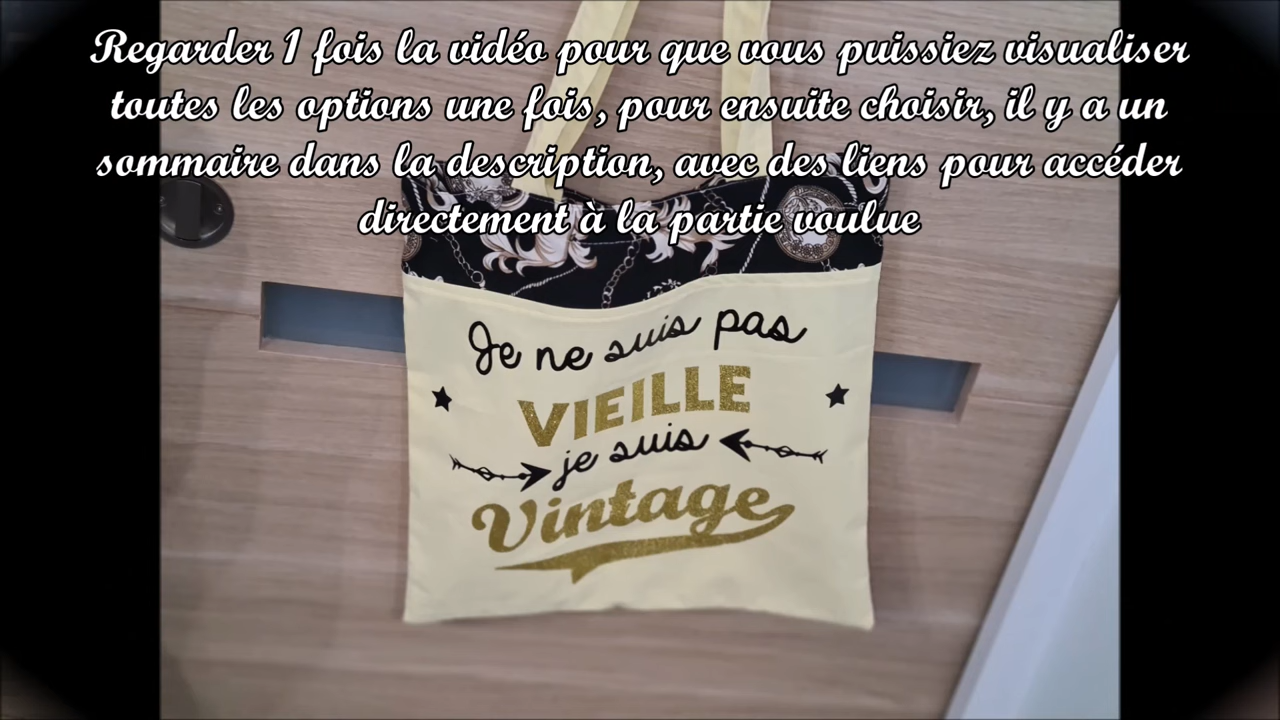 Regarder 1 fois la vidéo pour que vous puissiez visualiser
toutes les options une fois, pour ensuite choisir, il y a un
sommaire dans la description, avec des liens pour accéder
directement à la partie voulue
Je ne suis pas
VIEILLE
je suis
Vintage